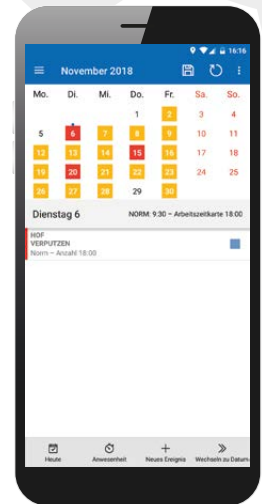 16:16
November 2018
Mo. Di. Mi. Do. Fr. Sa. So.
1 2 3 4
5 6 7 8 9 10 11
12 13 14 15 16 17 18
19 20 21 22 23 24 25
26 27 28 29 30
Dienstag 6 NORM: 9:30 – Arbeitszeitkarte 18:00
HOF
VERPUTZEN
Norm – Anzahl 18:00
Heute Anwesenheit Neues Ereignis Wechseln zu Datum